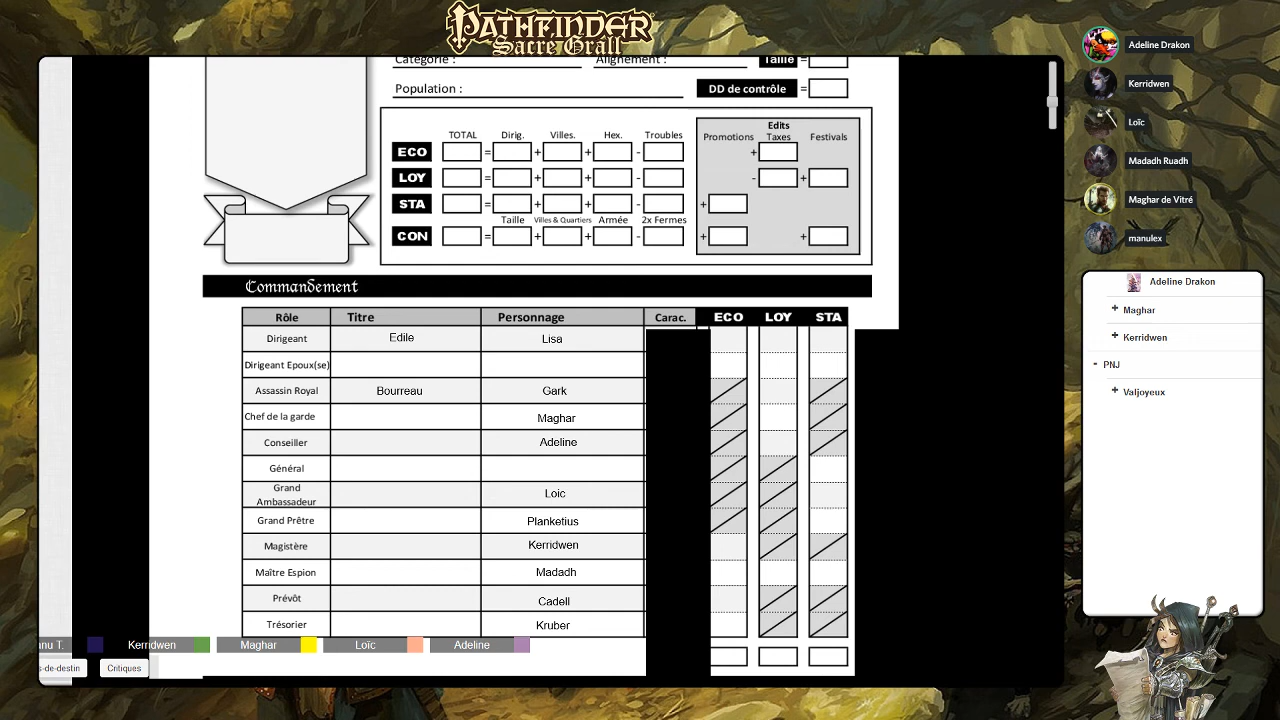 PATHFINDER
Sacre Graal
Adeline Drakon
Kerridwen
Loïc
Madadh Ruadh
Maghar de Vitré
manulex
Catégorie :
Alignement :
Taille =
Population :
DD de contrôle =
TOTAL Dirig. Villes. Hex. Troubles
ECO = + + -
LOY = + + -
STA = + + -
Taille Villes & Quartiers Armée 2x Fermes
CON = + + -
Edits
Promotions Taxes Festivals
+
- +
+
+ +
Commandement
Rôle Titre Personnage Carac. ECO LOY STA
Dirigeant Edile Lisa
Dirigeant Epoux(se)
Assassin Royal Bourreau Gark
Chef de la garde Maghar
Conseiller Adeline
Général
Grand
Ambassadeur Loic
Grand Prêtre Planketius
Magistère Kerridwen
Maître Espion Madadh
Prévôt Cadell
Trésorier Kruber
nu T. Kerridwen Maghar Loïc Adeline
s-de-destin Critiques
Adeline Drakon
+ Maghar
+ Kerridwen
- PNJ
+ Valjoyeux